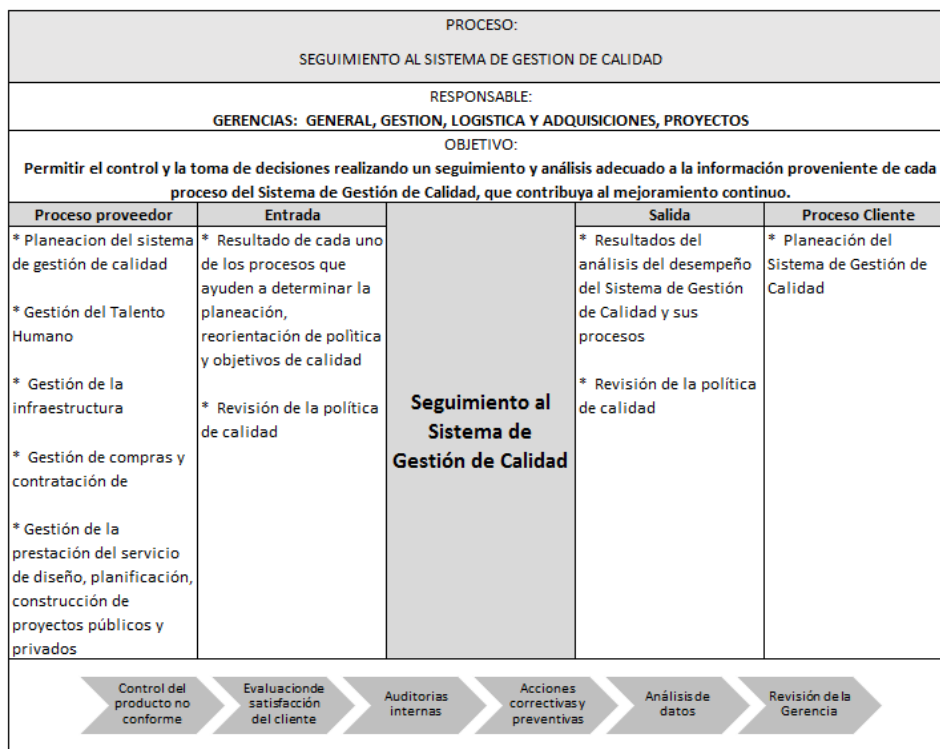 PROCESO:
SEGUIMIENTO AL SISTEMA DE GESTION DE CALIDAD
RESPONSABLE:
GERENCIAS: GENERAL, GESTION, LOGISTICA Y ADQUISICIONES, PROYECTOS
OBJETIVO:
Permitir el control y la toma de decisiones realizando un seguimiento y análisis adecuado a la información proveniente de cada
proceso del Sistema de Gestión de Calidad, que contribuya al mejoramiento continuo.
Proceso proveedor
* Planeacion del sistema
de gestión de calidad
* Gestión del Talento
Humano
* Gestión de la
infraestructura
* Gestión de compras y
contratación de
* Gestión de la
prestación del servicio
de diseño, planificación,
construcción de
proyectos públicos y
privados
Entrada
* Resultado de cada uno
de los procesos que
ayuden a determinar la
planeación,
reorientación de polìtica
y objetivos de calidad
* Revisión de la política
de calidad
Seguimiento al
Sistema de
Gestión de Calidad
Salida
* Resultados del
análisis del desempeño
del Sistema de Gestión
de Calidad y sus
procesos
* Revisión de la política
de calidad
Proceso Cliente
* Planeación del
Sistema de Gestión de
Calidad
Control del
producto no
conforme
Evaluacionde
satisfacción
del cliente
Auditorias
internas
Acciones
correctivas y
preventivas
Análisis de
datos
Revisión de la
Gerencia